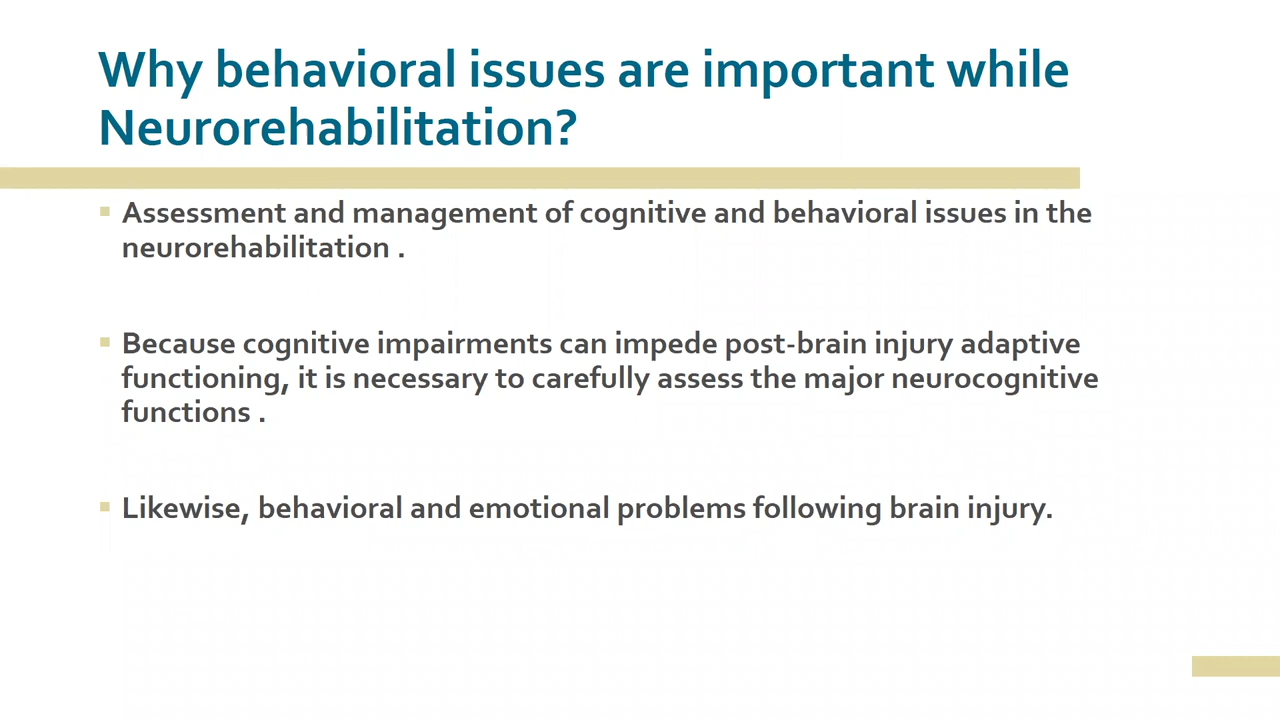 Why behavioral issues are important while
Neurorehabilitation?
Assessment and management of cognitive and behavioral issues in the
neurorehabilitation .
Because cognitive impairments can impede post-brain injury adaptive
functioning, it is necessary to carefully assess the major neurocognitive
functions .
Likewise, behavioral and emotional problems following brain injury.